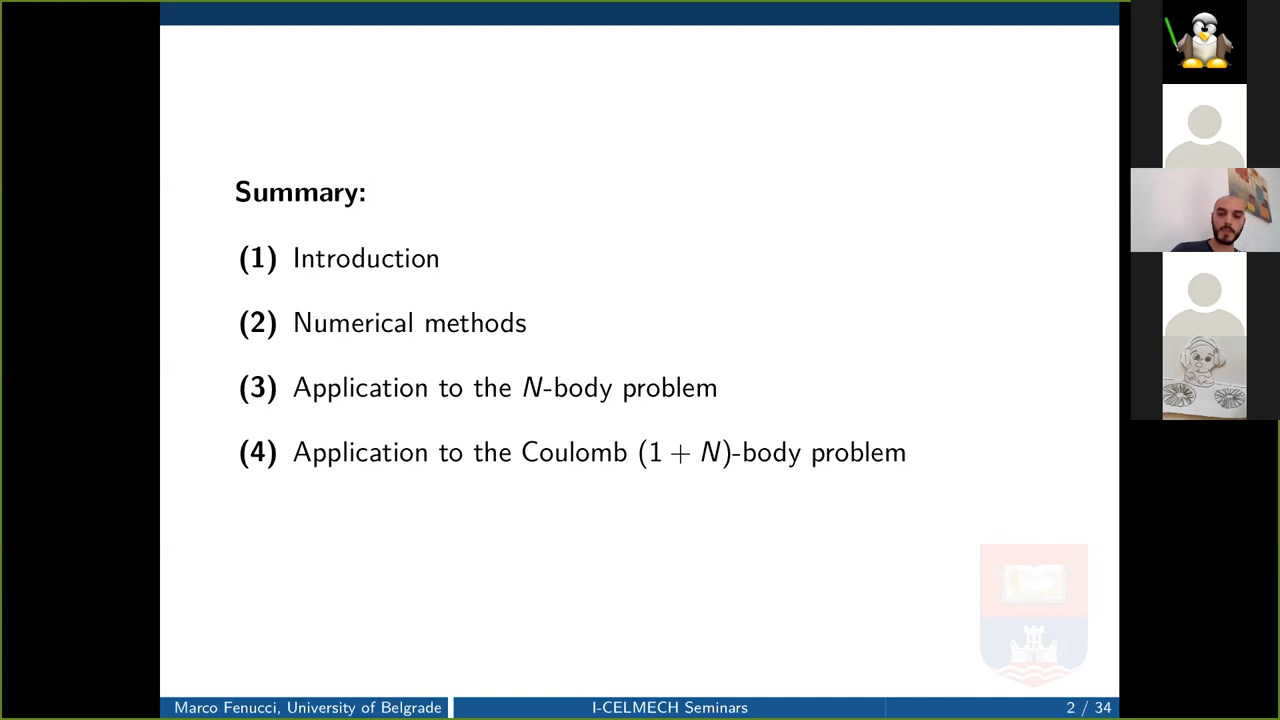 Summary:
(1) Introduction
(2) Numerical methods
(3) Application to the N-body problem
(4) Application to the Coulomb (1 + N)-body problem
Marco Fenucci, University of Belgrade I-CELMECH Seminars 2 / 34